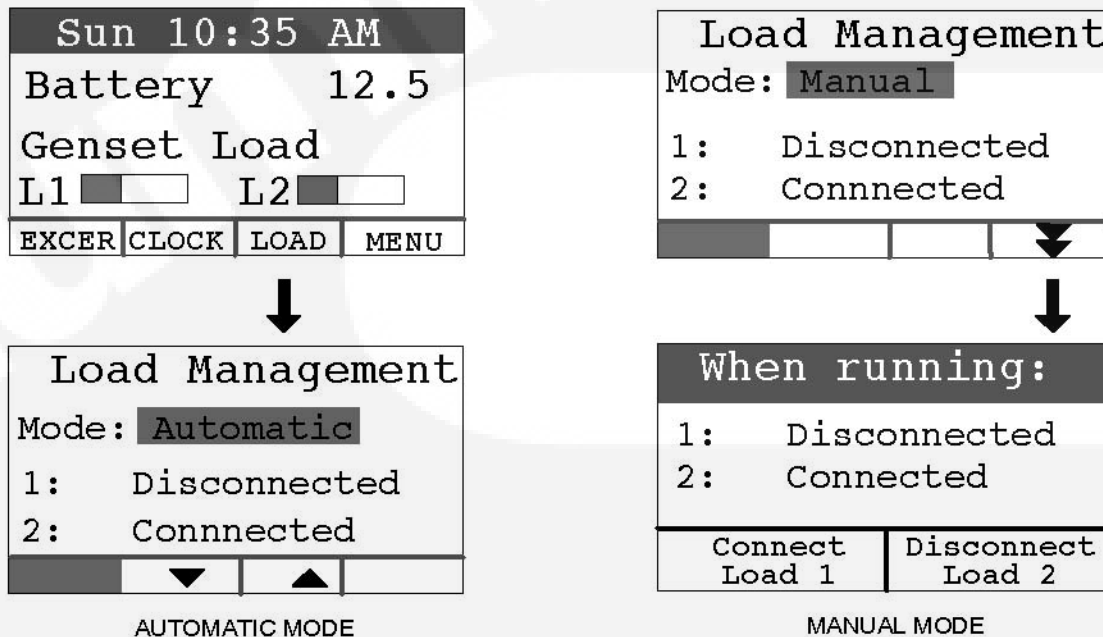 Sun 10:35 AM
Battery 12.5
Genset Load
L1 L2
EXCER CLOCK LOAD MENU
Load Management
Mode: Automatic
1: Disconnected
2: Connnected
AUTOMATIC MODE
Load Management
Mode: Manual
1: Disconnected
2: Connnected
When running:
1: Disconnected
2: Connected
Connect Disconnect
Load 1 Load 2
MANUAL MODE